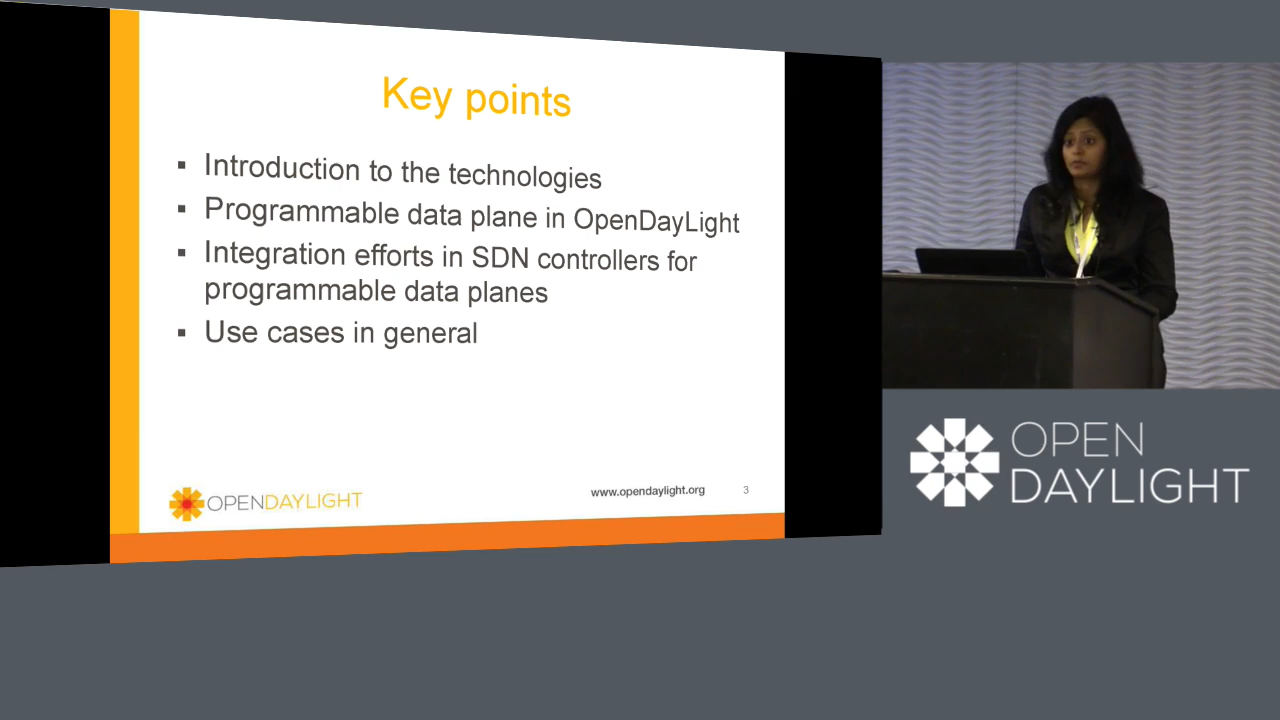 Key points
▪ Introduction to the technologies
▪ Programmable data plane in OpenDayLight
▪ Integration efforts in SDN controllers for
programmable data planes
▪ Use cases in general
OPENDAYLIGHT
www.opendaylight.org
3
OPEN
DAYLIGHT